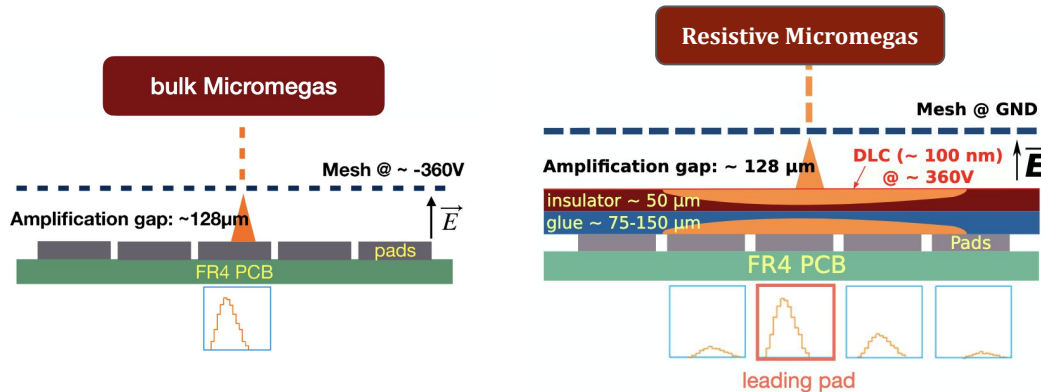 bulk Micromegas
Mesh @ ~ -360V
Amplification gap: ~128μm
E
pads
FR4 PCB
Resistive Micromegas
Mesh @ GND
Amplification gap: ~ 128 μm
DLC (~ 100 nm)
@ ~ 360V
E
insulator ~ 50 μm
glue ~ 75-150 μm
Pads
FR4 PCB
leading pad